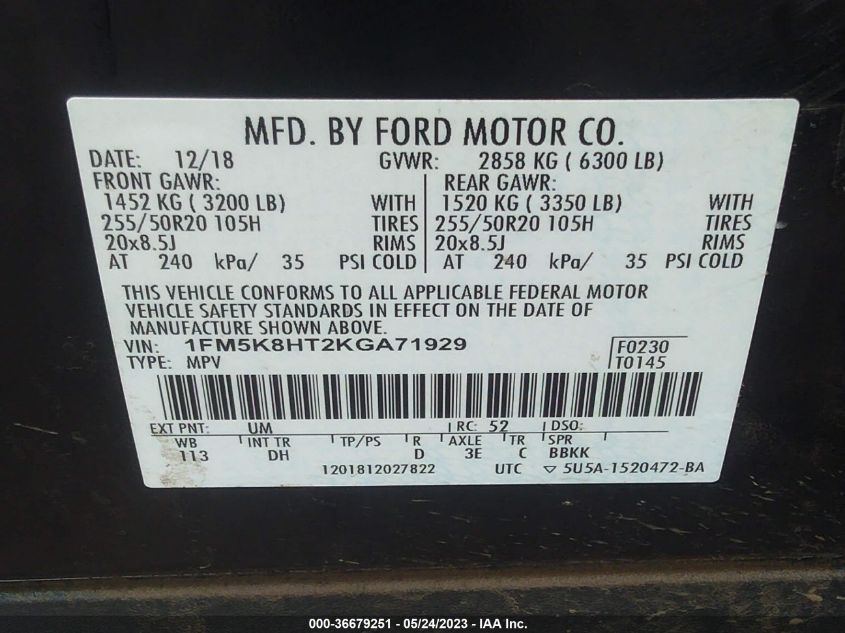 MFD. BY FORD MOTOR CO.
DATE: 12/18 GVWR: 2858 KG ( 6300 LB)
FRONT GAWR: REAR GAWR:
1452 KG ( 3200 LB) WITH 1520 KG ( 3350 LB) WITH
255/50R20 105H TIRES 255/50R20 105H TIRES
20x8.5J RIMS 20x8.5J RIMS
AT 240 kPa/ 35 PSI COLD AT 240 kPa/ 35 PSI COLD
THIS VEHICLE CONFORMS TO ALL APPLICABLE FEDERAL MOTOR
VEHICLE SAFETY STANDARDS IN EFFECT ON THE DATE OF
MANUFACTURE SHOWN ABOVE.
VIN: 1FM5K8HT2KGA71929 F0230
TYPE: MPV T0145
EXT PNT: UM RC: 52 DSO:
WB INT TR TP/PS R AXLE TR SPR
113 DH D 3E C BBKK
1201812027822 UTC ▽ 5U5A-1520472-BA
000-36679251 - 05/24/2023 - IAA Inc.